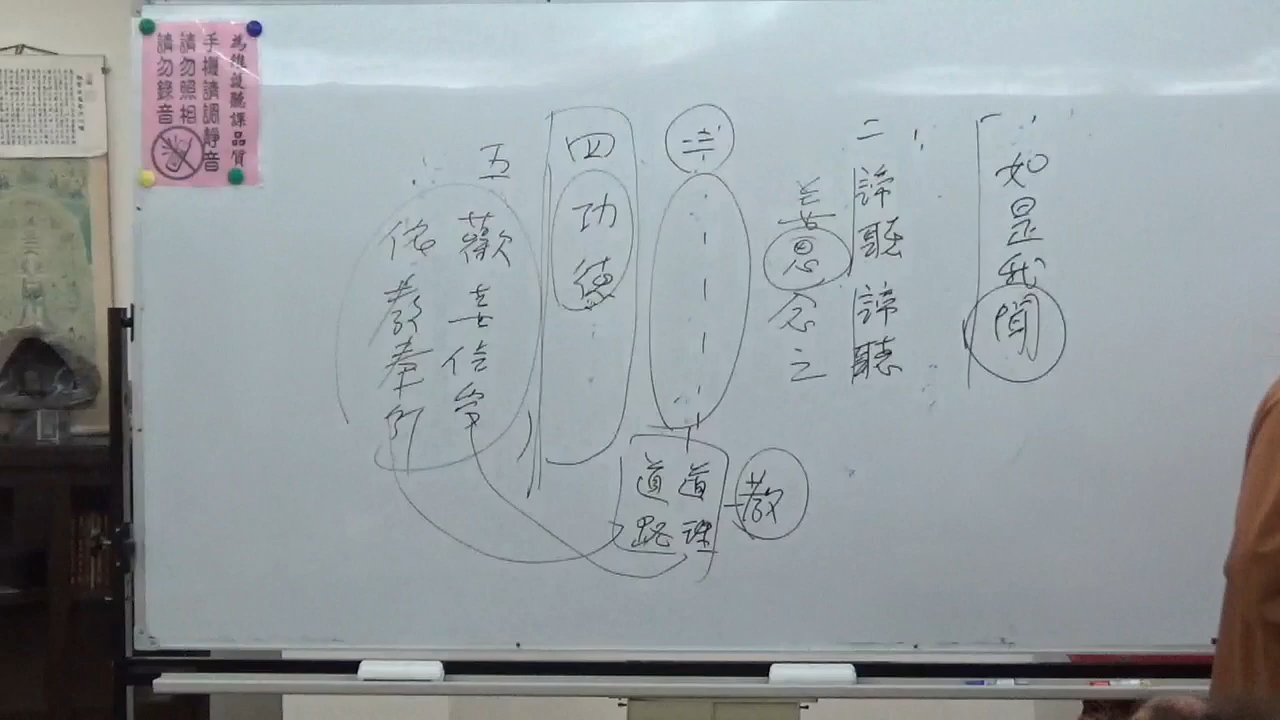 如是我聞
二
諦聽諦聽
善思念之
三
道理
道路
教
四
功德
五
歡喜信受
依教奉行
為維護聽課品質
手機請調靜音
請勿照相
請勿錄音